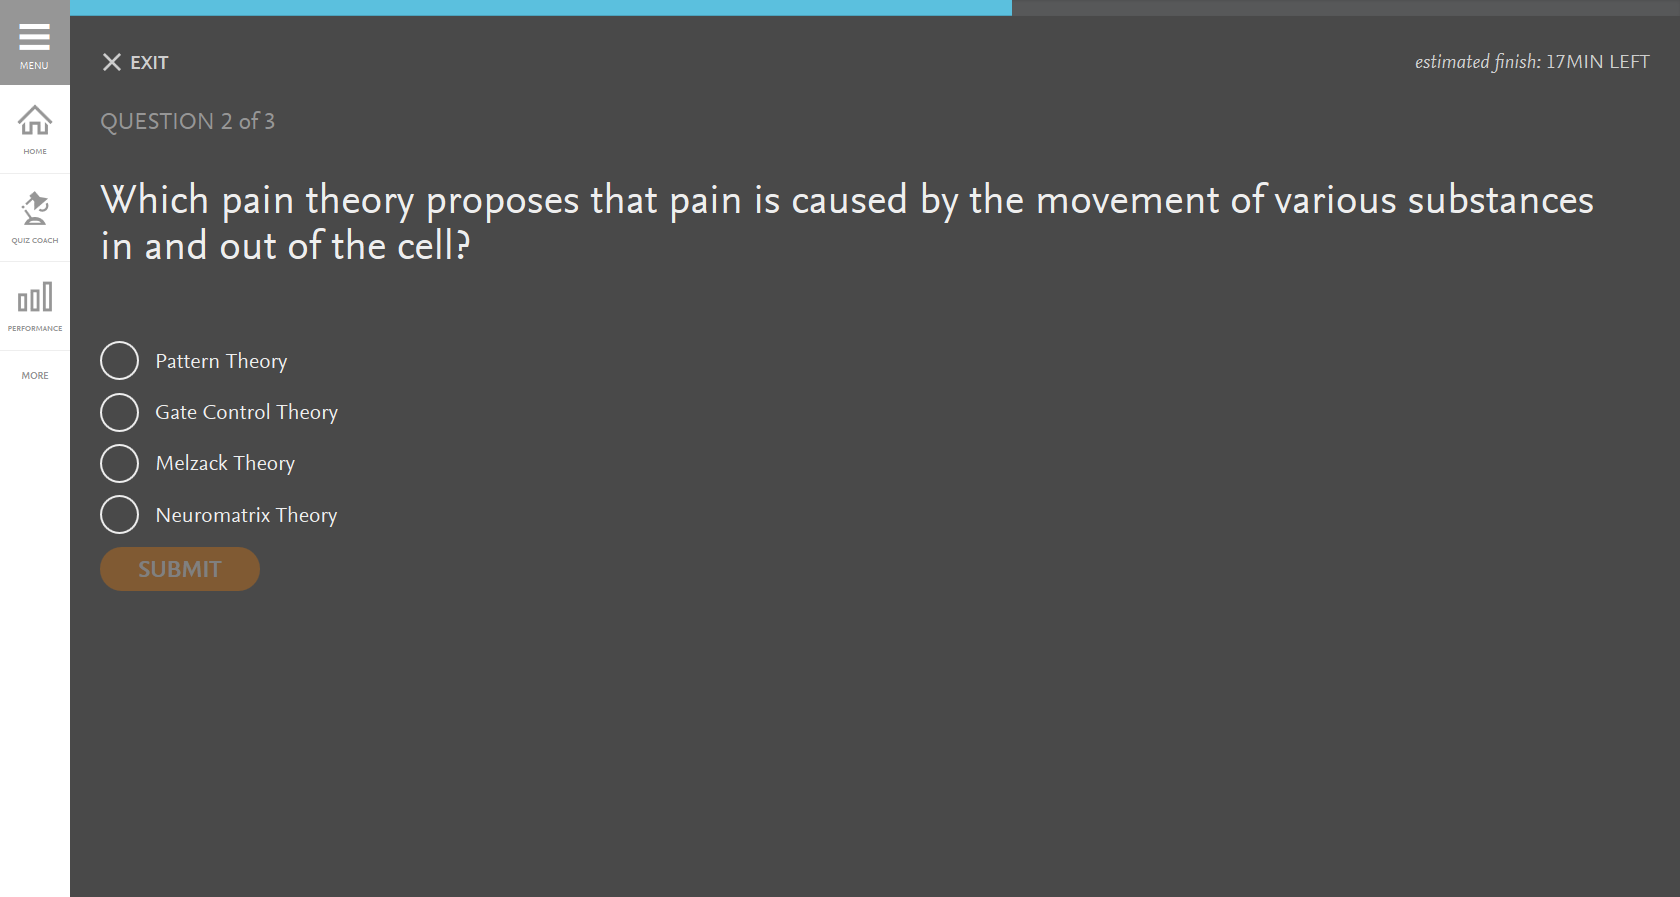 MENU
HOME
QUIZ COACH
PERFORMANCE
MORE
EXIT
estimated finish: 17MIN LEFT
QUESTION 2 of 3
Which pain theory proposes that pain is caused by the movement of various substances
in and out of the cell?
Pattern Theory
Gate Control Theory
Melzack Theory
Neuromatrix Theory
SUBMIT